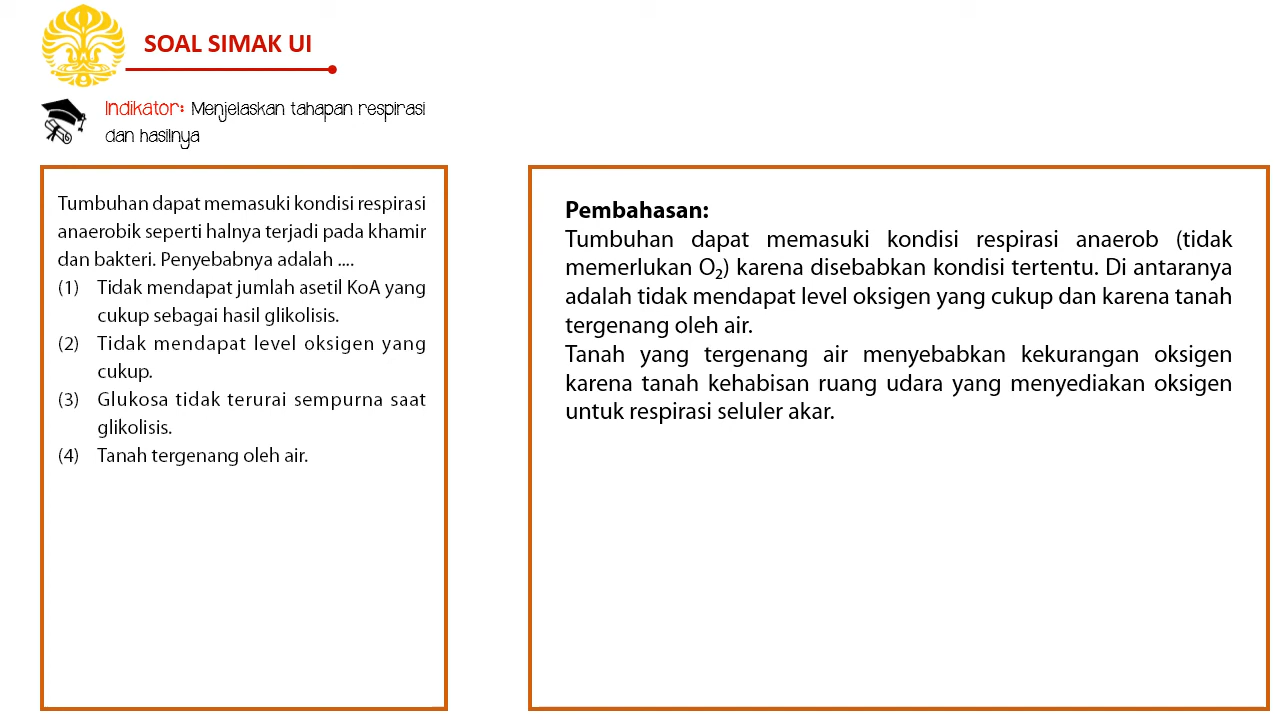 SOAL SIMAK UI
Indikator: Menjelaskan tahapan respirasi
dan hasilnya
Tumbuhan dapat memasuki kondisi respirasi
anaerobik seperti halnya terjadi pada khamir
dan bakteri. Penyebabnya adalah ....
(1) Tidak mendapat jumlah asetil KoA yang
cukup sebagai hasil glikolisis.
(2) Tidak mendapat level oksigen yang
cukup.
(3) Glukosa tidak terurai sempurna saat
glikolisis.
(4) Tanah tergenang oleh air.
Pembahasan:
Tumbuhan dapat memasuki kondisi respirasi anaerob (tidak
memerlukan O₂) karena disebabkan kondisi tertentu. Di antaranya
adalah tidak mendapat level oksigen yang cukup dan karena tanah
tergenang oleh air.
Tanah yang tergenang air menyebabkan kekurangan oksigen
karena tanah kehabisan ruang udara yang menyediakan oksigen
untuk respirasi seluler akar.